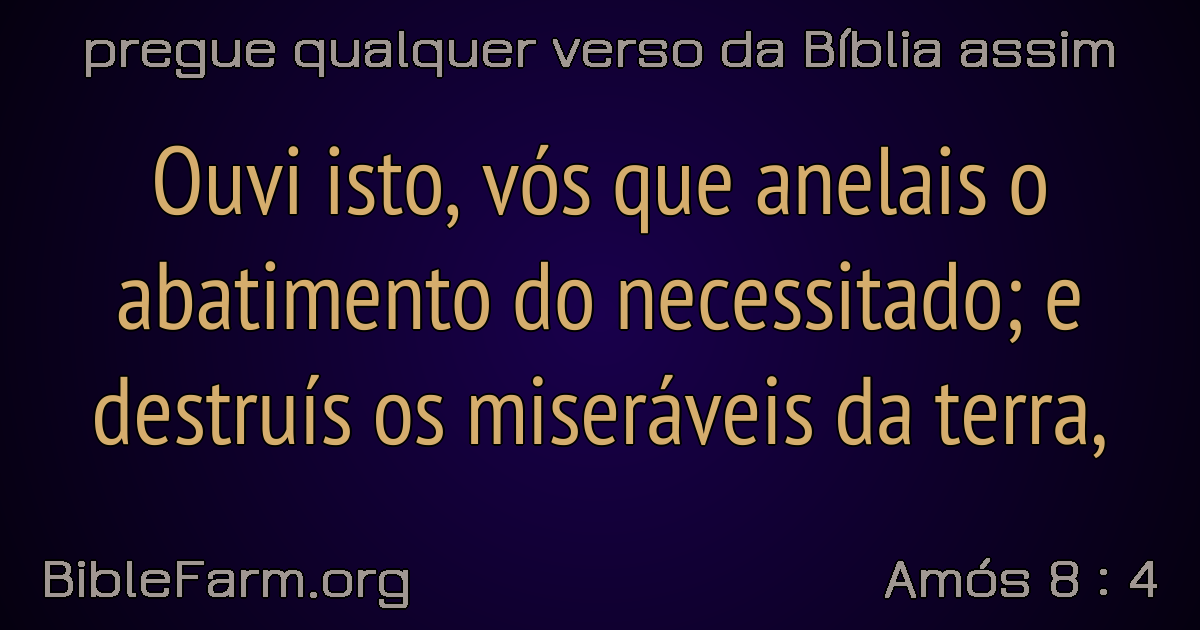 pregue qualquer verso da Bíblia assim
Ouvi isto, vós que anelais o
abatimento do necessitado; e
destruís os miseráveis da terra,
BibleFarm.org
Amós 8 : 4